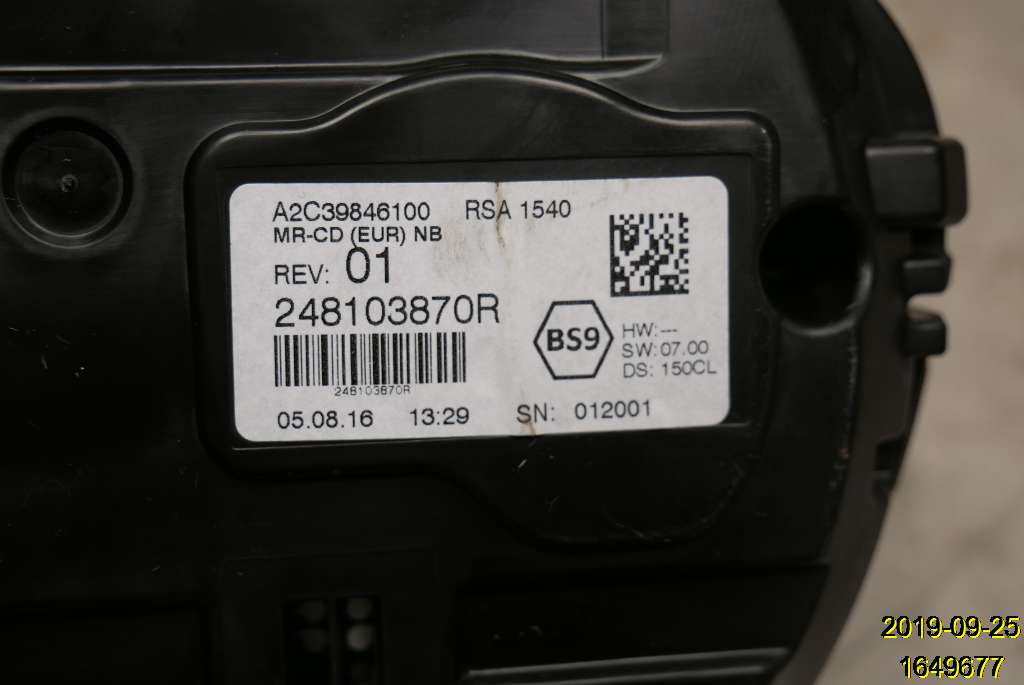 A2C39846100 RSA 1540
MR-CD (EUR) NB
REV: 01
248103870R
248103870R
BS9
HW:---
SW: 07.00
DS: 150CL
05.08.16 13:29 SN: 012001
2019-09-25
1649677